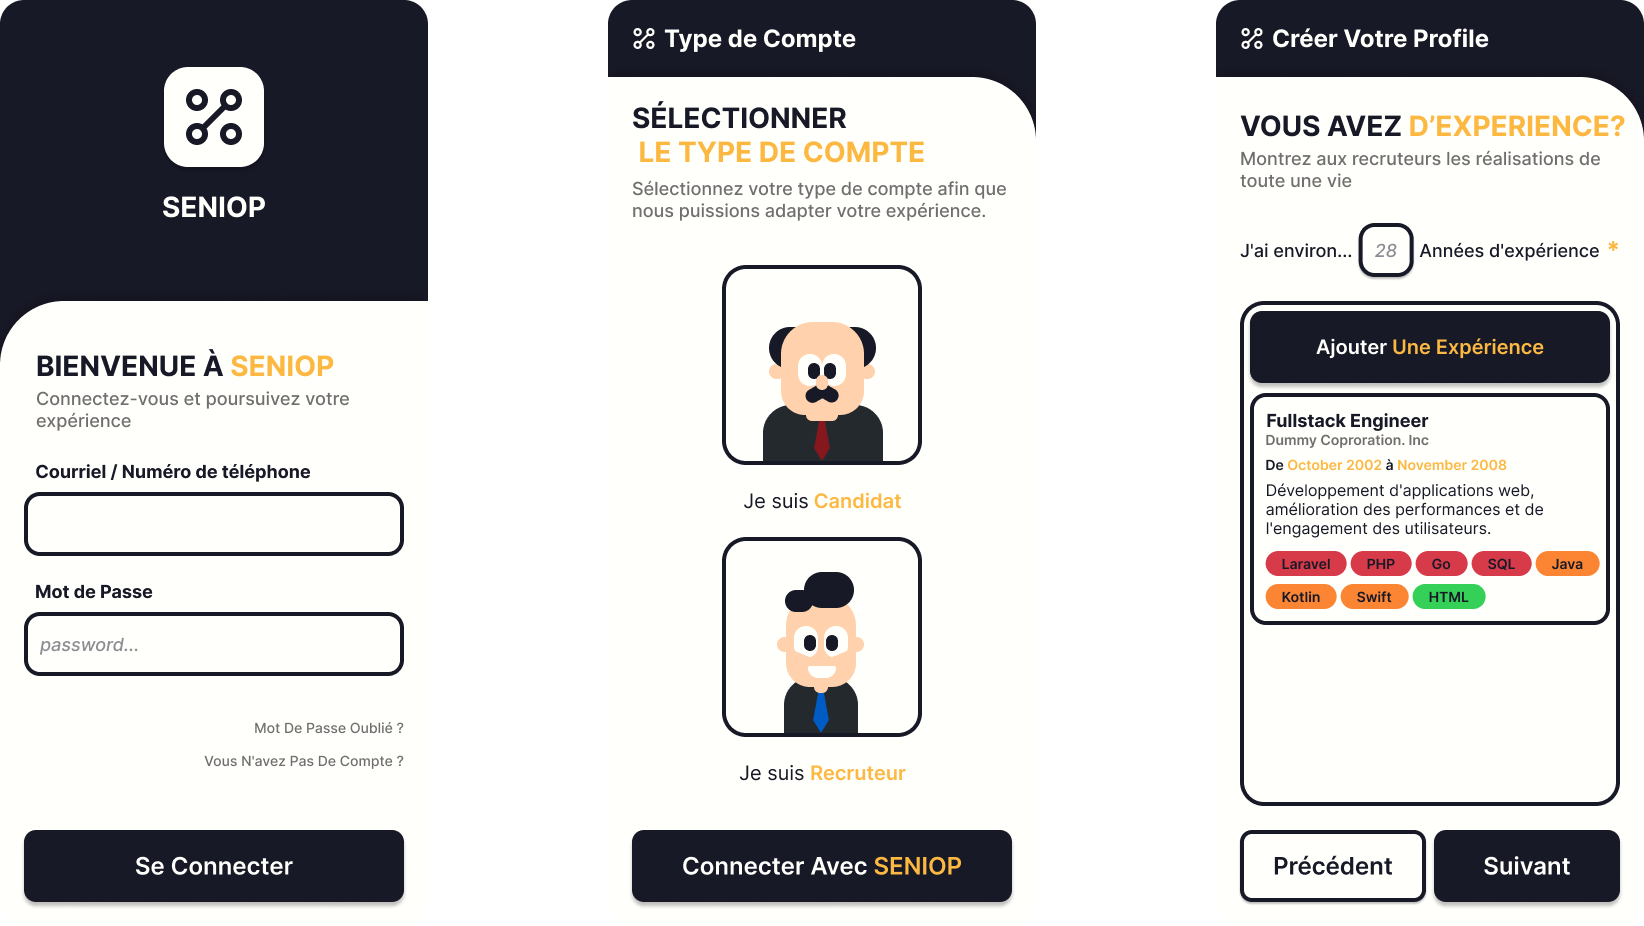 SENIOP
BIENVENUE À SENIOP
Connectez-vous et poursuivez votre
expérience
Courriel / Numéro de téléphone
Mot de Passe
password...
Mot De Passe Oublié ?
Vous N'avez Pas De Compte ?
Se Connecter
Type de Compte
SÉLECTIONNER
LE TYPE DE COMPTE
Sélectionnez votre type de compte afin que
nous puissions adapter votre expérience.
Je suis Candidat
Je suis Recruteur
Connecter Avec SENIOP
Créer Votre Profile
VOUS AVEZ D’EXPERIENCE?
Montrez aux recruteurs les réalisations de
toute une vie
J'ai environ... 28 Années d'expérience *
Ajouter Une Expérience
Fullstack Engineer
Dummy Coproration. Inc
De October 2002 à November 2008
Développement d'applications web,
amélioration des performances et de
l'engagement des utilisateurs.
Laravel PHP Go SQL Java
Kotlin Swift HTML
Précédent Suivant